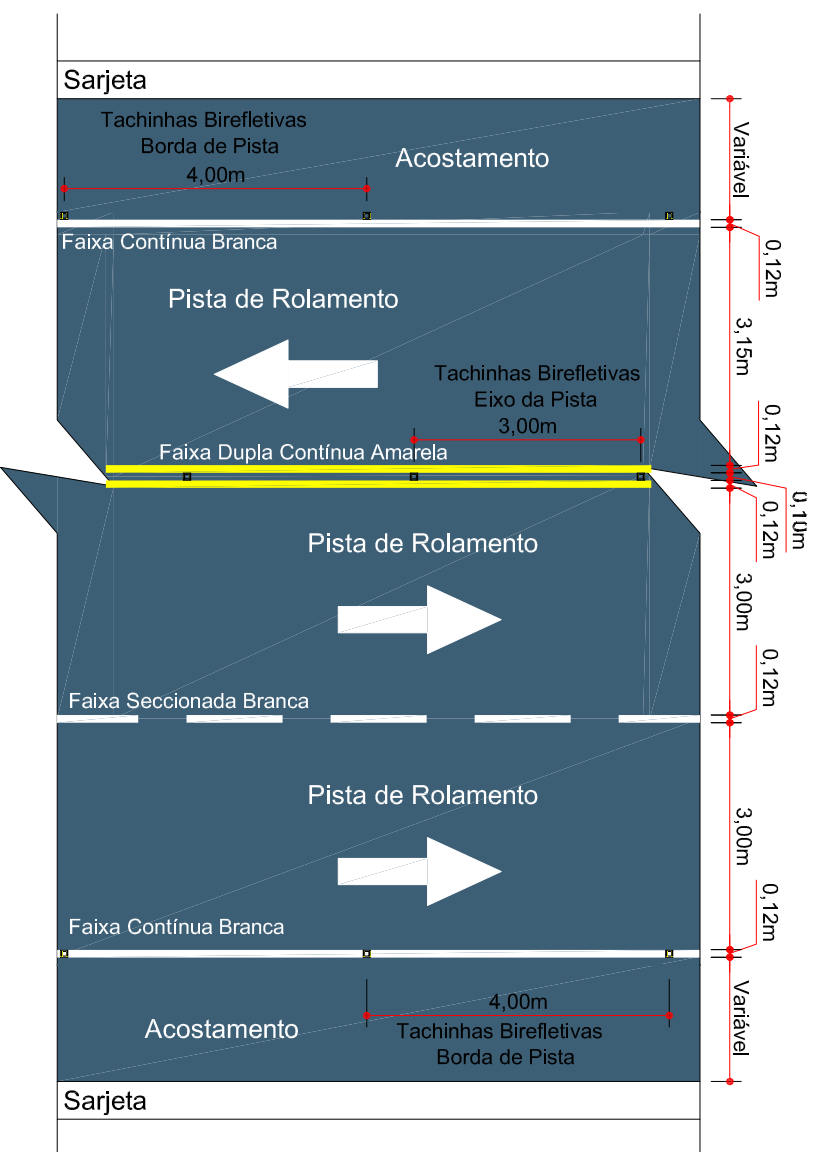 Sarjeta
Tachinhas Birefletivas
Borda de Pista
4,00m
Acostamento
Variável
Faixa Contínua Branca
0,12m
Pista de Rolamento
3,15m
Tachinhas Birefletivas
Eixo da Pista
3,00m
Faixa Dupla Contínua Amarela
0,12m
0,10m
0,12m
Pista de Rolamento
3,00m
Faixa Seccionada Branca
0,12m
Pista de Rolamento
3,00m
Faixa Contínua Branca
0,12m
4,00m
Tachinhas Birefletivas
Borda de Pista
Acostamento
Variável
Sarjeta